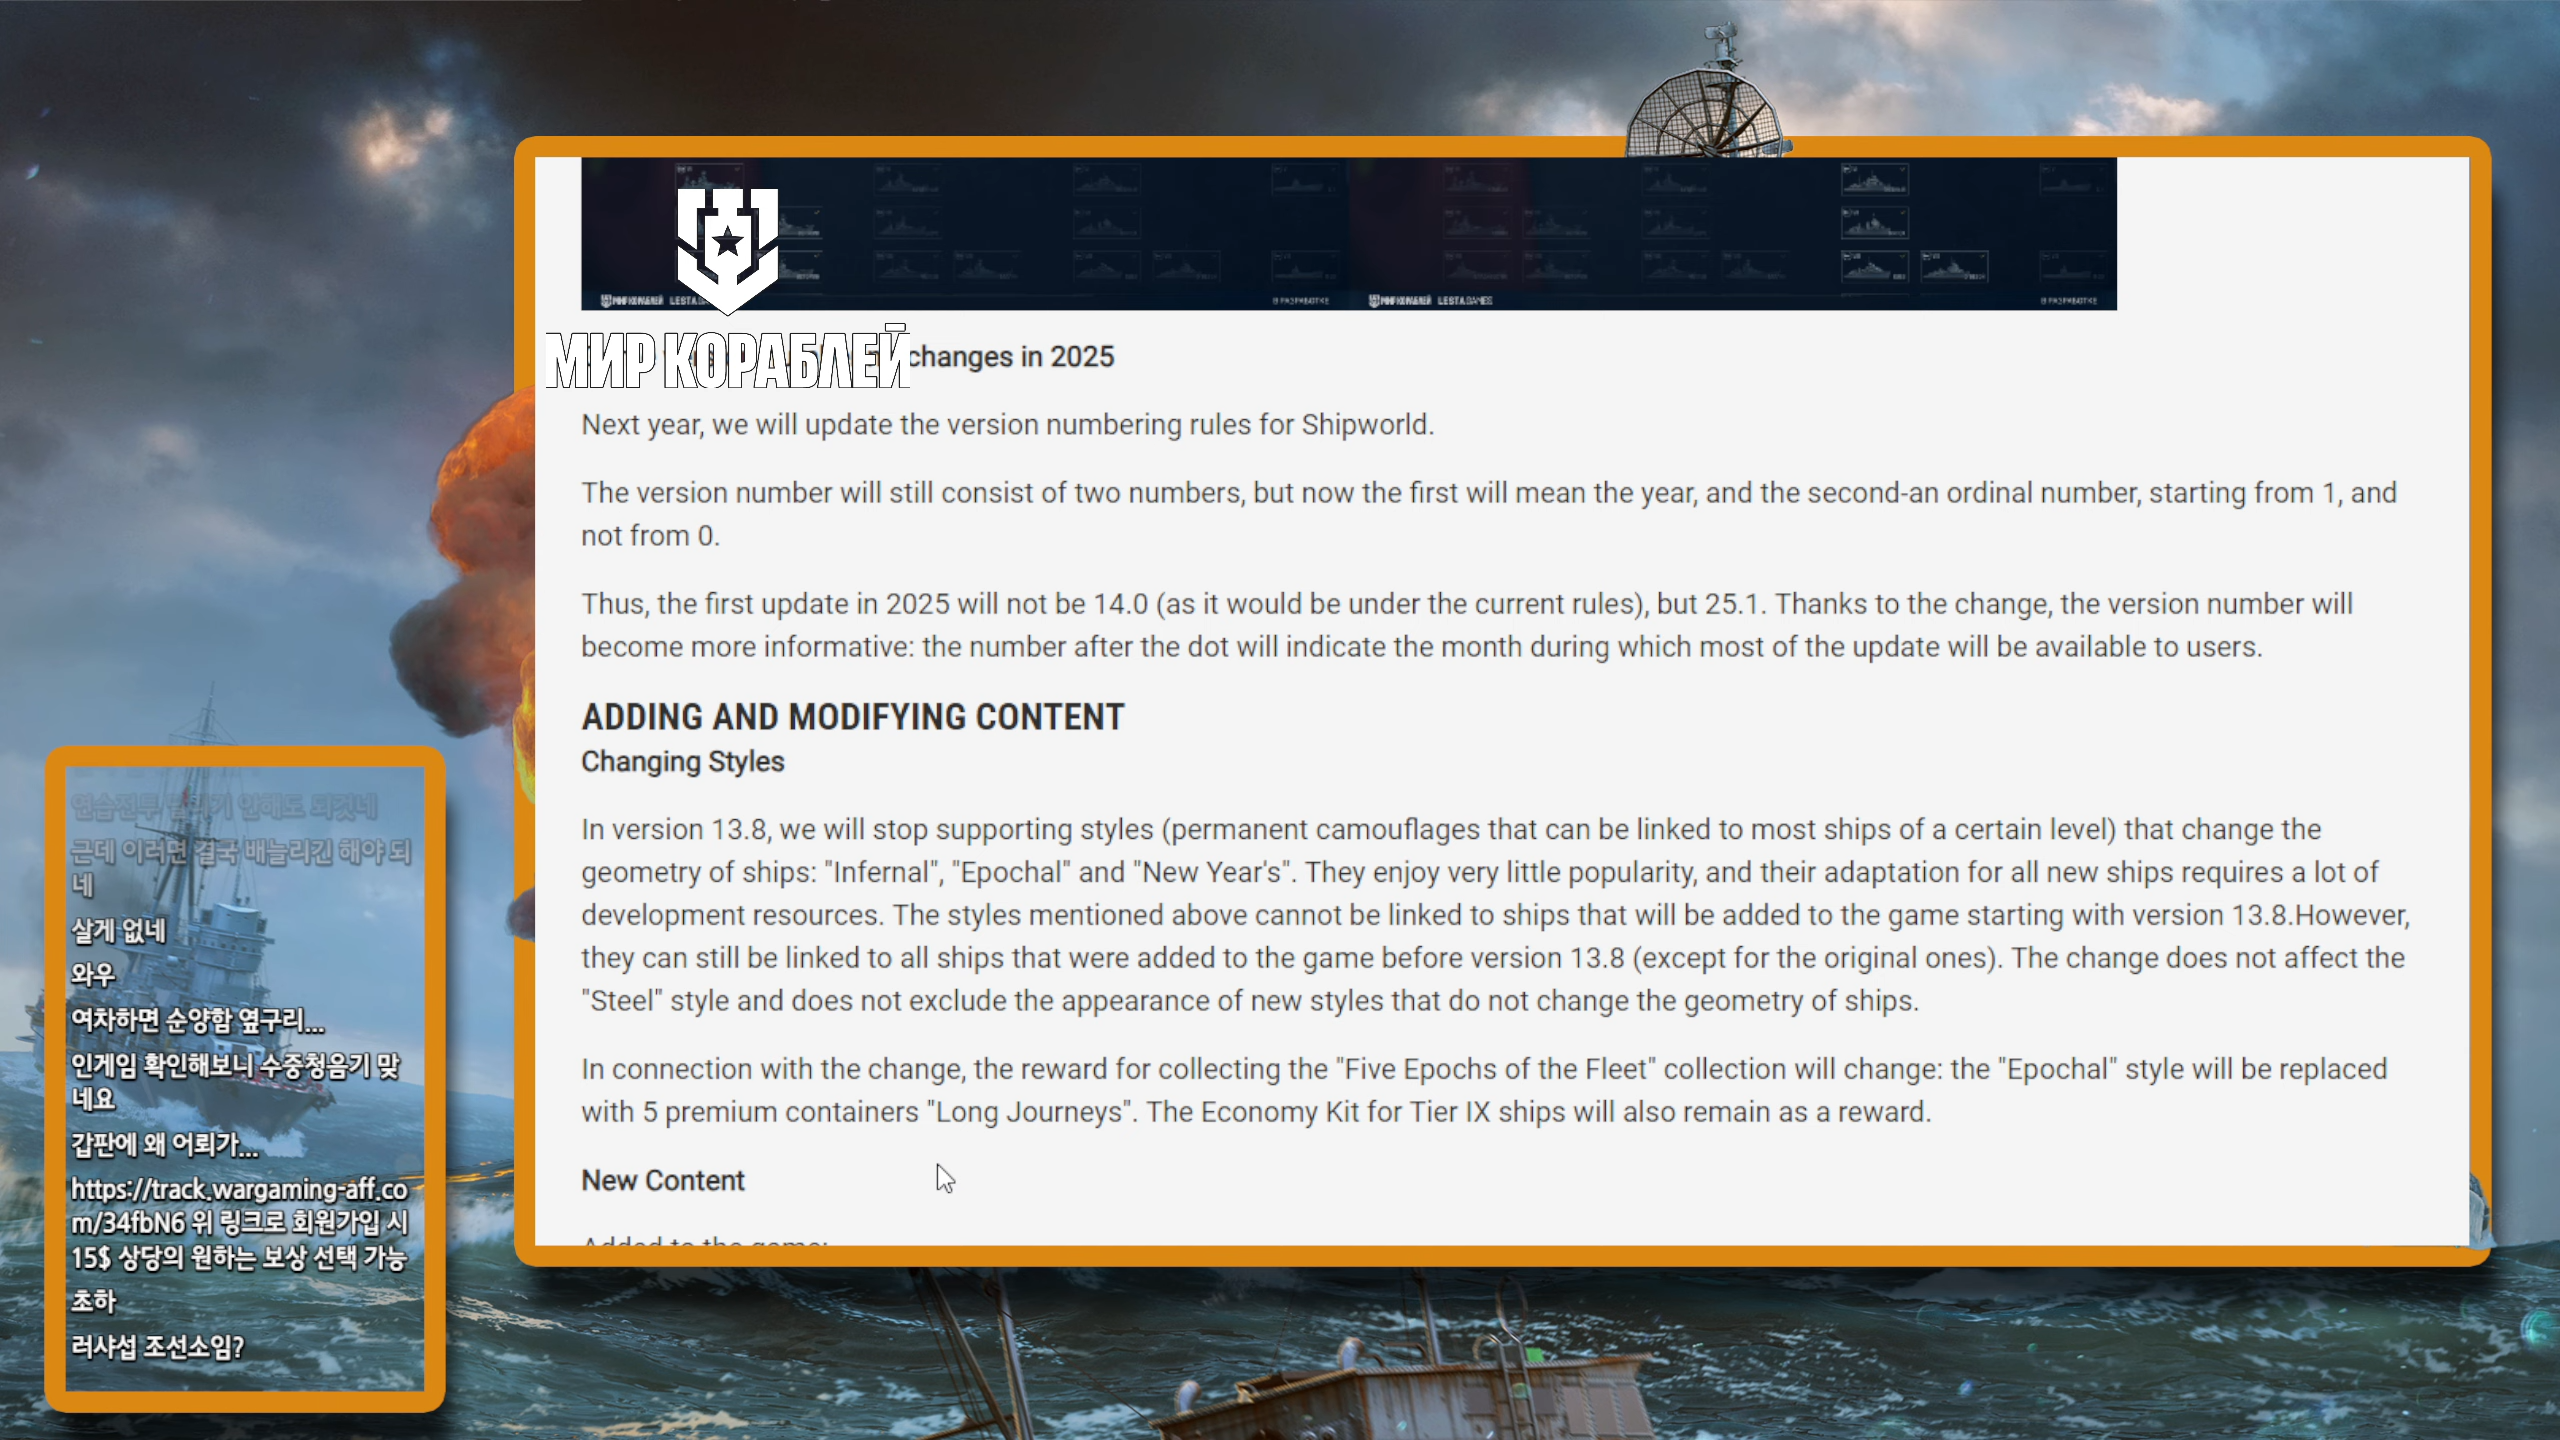 МИР КОРАБЛЕЙ
changes in 2025
Next year, we will update the version numbering rules for Shipworld.
The version number will still consist of two numbers, but now the first will mean the year, and the second-an ordinal number, starting from 1, and
not from 0.
Thus, the first update in 2025 will not be 14.0 (as it would be under the current rules), but 25.1. Thanks to the change, the version number will
become more informative: the number after the dot will indicate the month during which most of the update will be available to users.
ADDING AND MODIFYING CONTENT
Changing Styles
In version 13.8, we will stop supporting styles (permanent camouflages that can be linked to most ships of a certain level) that change the
geometry of ships: "Infernal", "Epochal" and "New Year's". They enjoy very little popularity, and their adaptation for all new ships requires a lot of
development resources. The styles mentioned above cannot be linked to ships that will be added to the game starting with version 13.8.However,
they can still be linked to all ships that were added to the game before version 13.8 (except for the original ones). The change does not affect the
"Steel" style and does not exclude the appearance of new styles that do not change the geometry of ships.
In connection with the change, the reward for collecting the "Five Epochs of the Fleet" collection will change: the "Epochal" style will be replaced
with 5 premium containers "Long Journeys". The Economy Kit for Tier IX ships will also remain as a reward.
New Content
Added to the game:
연습전투 인해도 되겟네
근데 이러면 결국 배늘리긴 해야 되
네
살게 없네
와우
여차하면 순양함 옆구리...
인게임 확인해보니 수중청음기 맞
네요
갑판에 왜 어뢰가...
https://track.wargaming-aff.co
m/34fbN6 위 링크로 회원가입 시
15$ 상당의 원하는 보상 선택 가능
초하
러샤섭 조선소임?